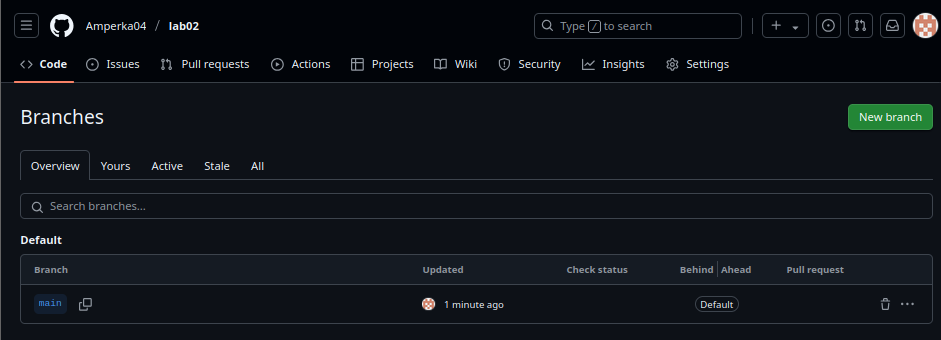 Amperka04 / lab02 Type / to search
Code Issues Pull requests Actions Projects Wiki Security Insights Settings
Branches New branch
Overview Yours Active Stale All
Search branches...
Default
Branch Updated Check status Behind Ahead Pull request
main 1 minute ago Default